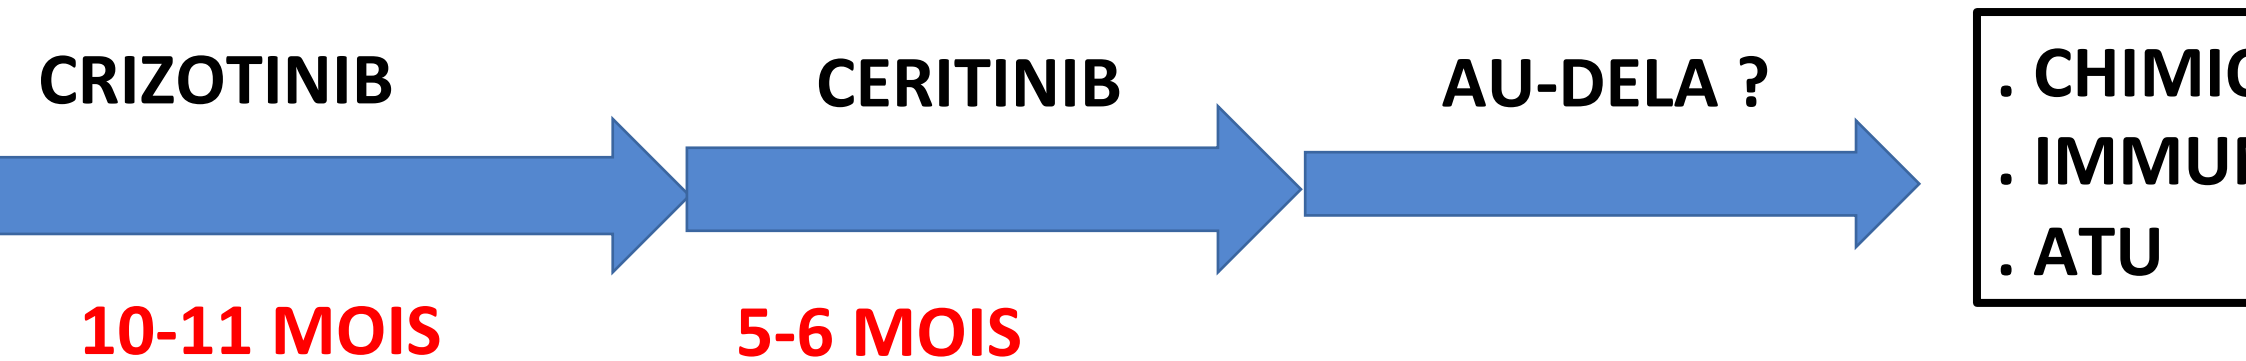 CRIZOTINIB
CERITINIB
AU-DELA ?
10-11 MOIS
5-6 MOIS
.
.
. ATU